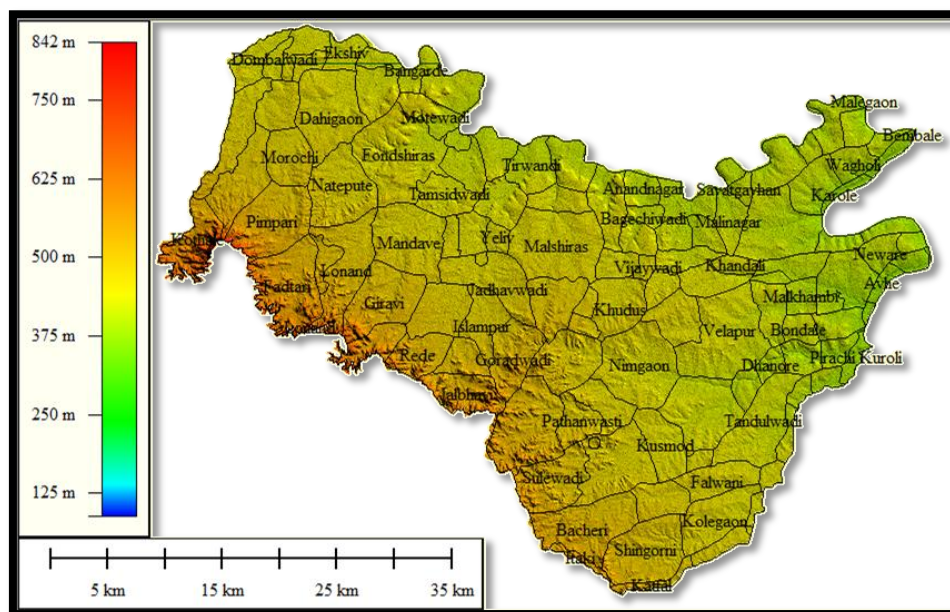 842 m
750 m
625 m
500 m
375 m
250 m
125 m
5 km 15 km 25 km 35 km
Dombalwadi
Ekshiv
Bangarde
Motewadi
Dahigaon
Fondshiras
Morochi
Natepute
Tamsidwadi
Tirwandi
Anandnagar
Savatgavhan
Malegaon
Bembale
Wagholi
Karole
Pimpari
Mandave
Yeliv
Malshiras
Bagechiwadi
Malinagar
Neware
Lonand
Vijaywadi
Khandali
Avhe
Fadtari
Giravi
Jadhavwadi
Khudus
Malkhambi
Islampur
Velapur
Bondale
Rede
Goradwadi
Nimgaon
Dhanore
Pirachi Kuroli
Jalbhavi
Pathanwasti
Tandulwadi
Kusmod
Sulewadi
Falwani
Kolegaon
Bacheri
Shingorni